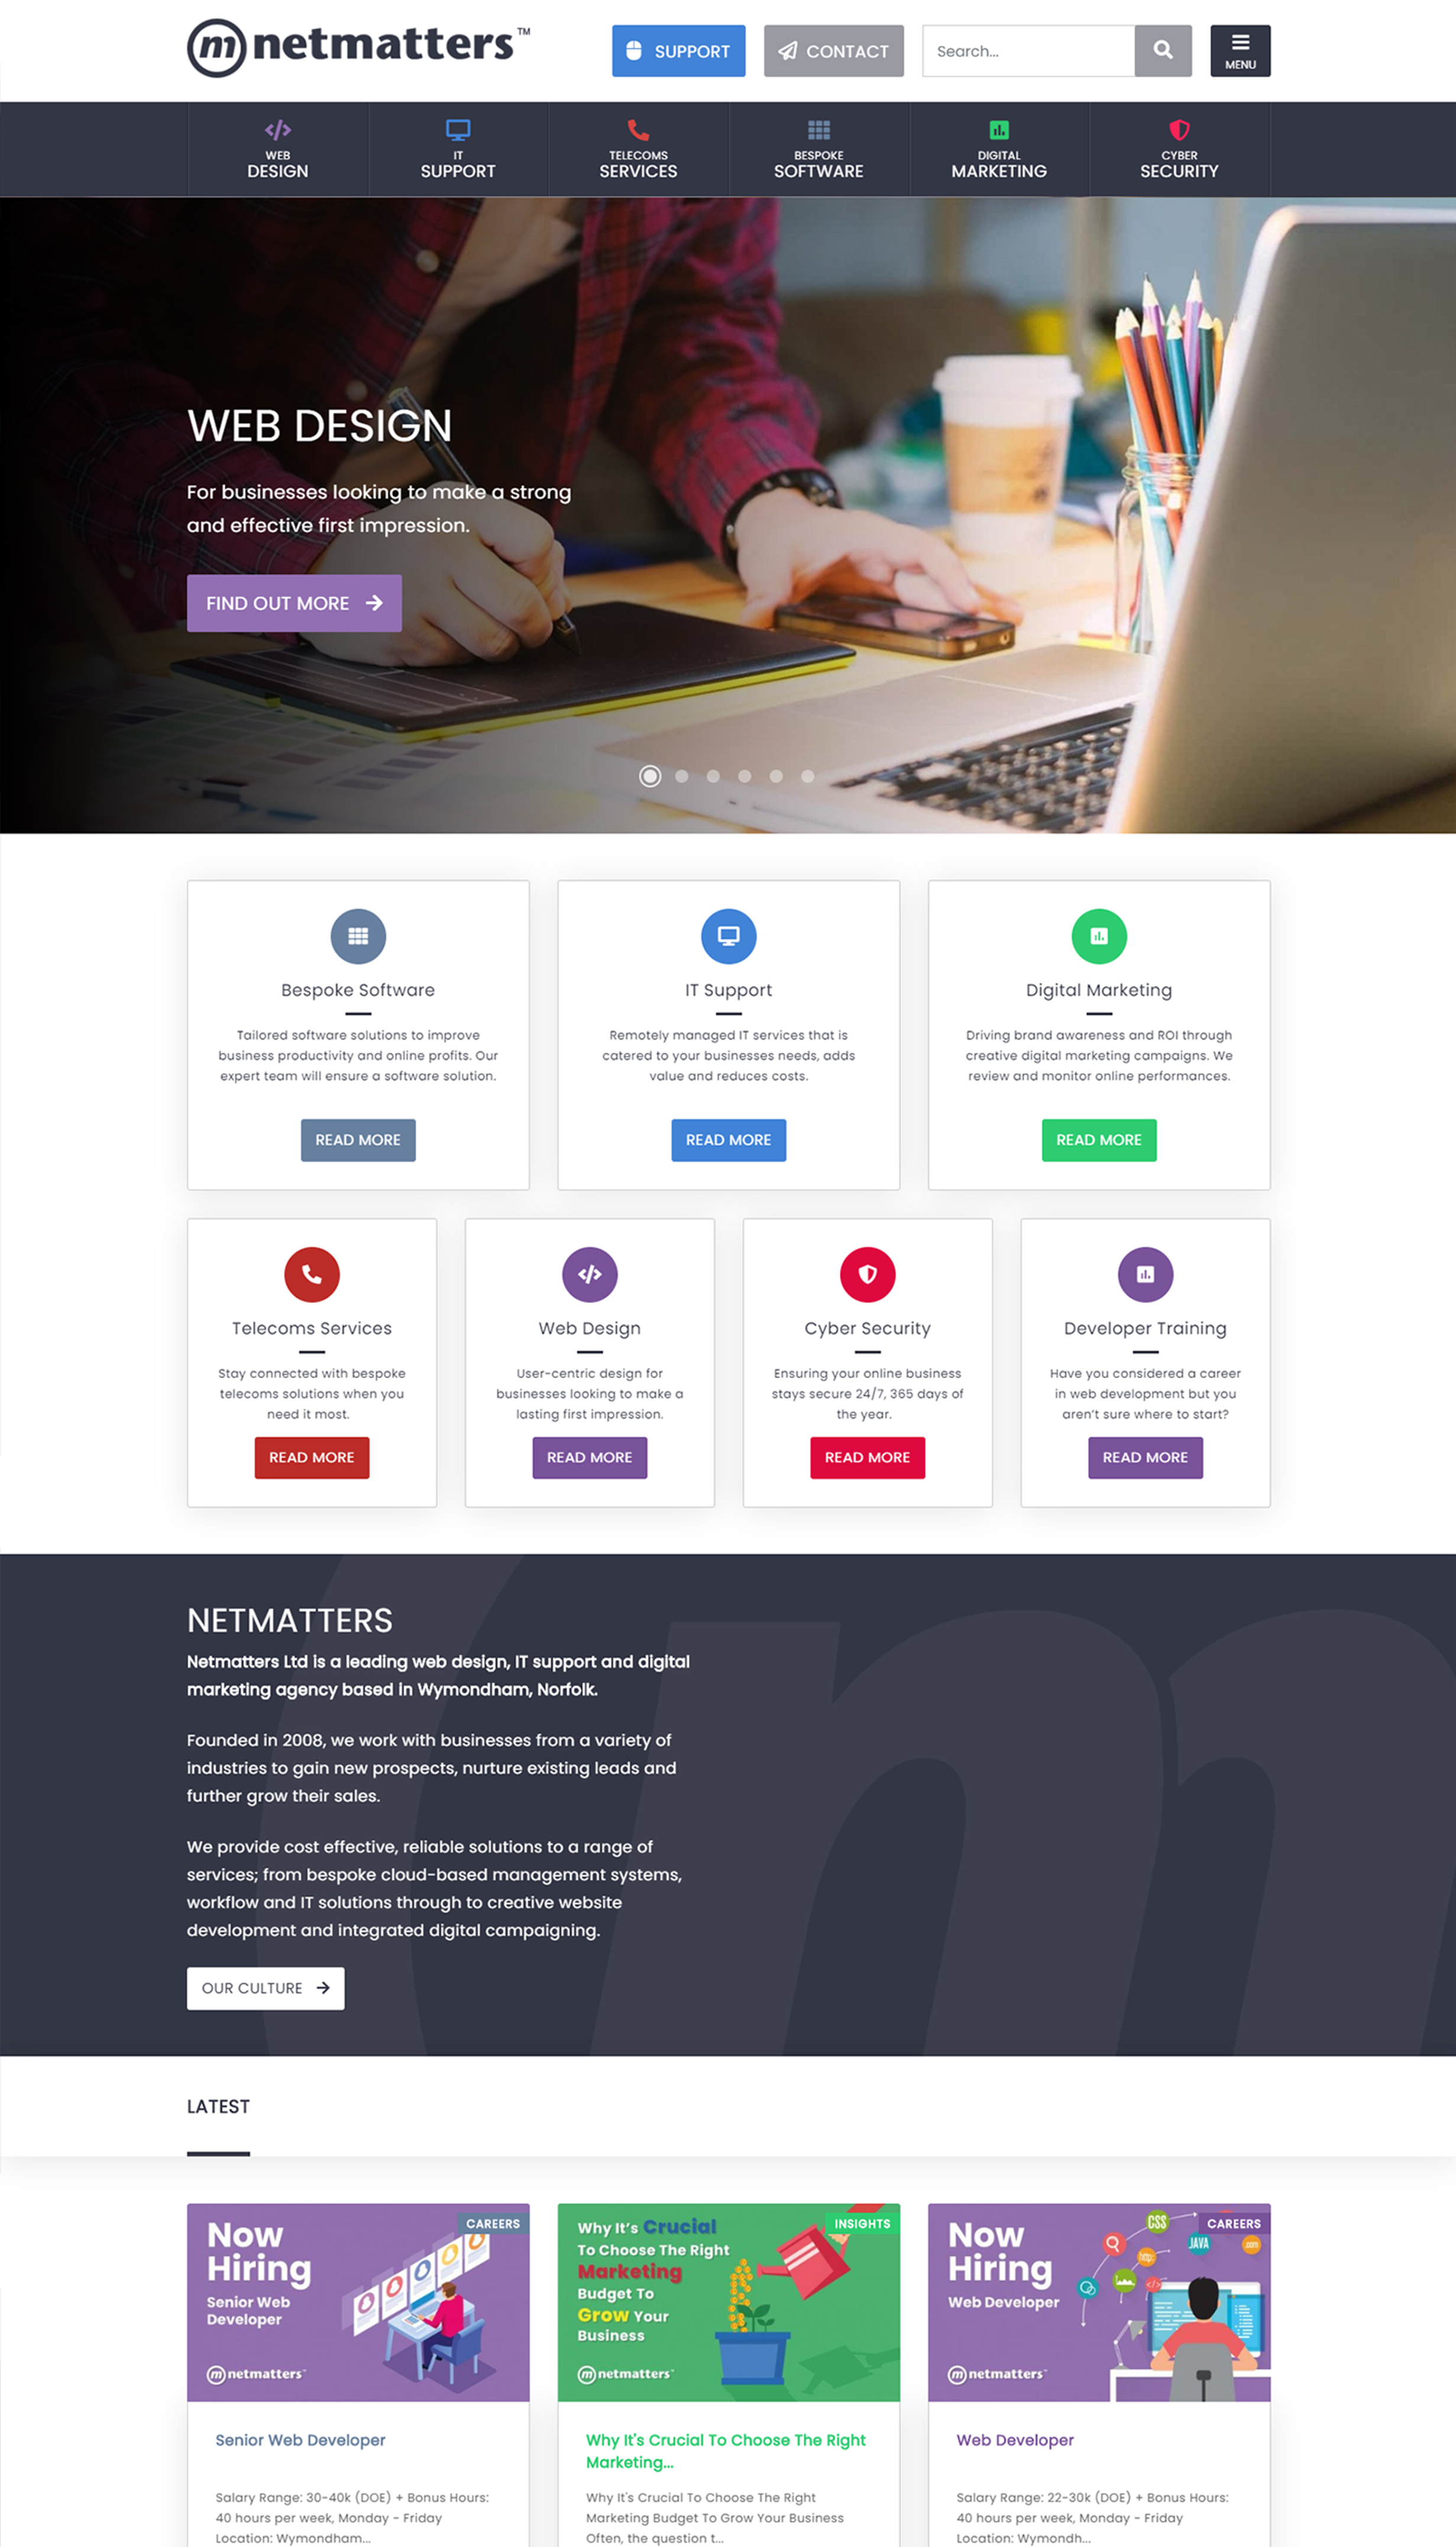 m netmatters™
SUPPORT
CONTACT
Search...
MENU
WEB
DESIGN
IT
SUPPORT
TELECOMS
SERVICES
BESPOKE
SOFTWARE
DIGITAL
MARKETING
CYBER
SECURITY
WEB DESIGN
For businesses looking to make a strong
and effective first impression.
FIND OUT MORE
Bespoke Software
Tailored software solutions to improve
business productivity and online profits. Our
expert team will ensure a software solution.
READ MORE
IT Support
Remotely managed IT services that is
catered to your businesses needs, adds
value and reduces costs.
READ MORE
Digital Marketing
Driving brand awareness and ROI through
creative digital marketing campaigns. We
review and monitor online performances.
READ MORE
Telecoms Services
Stay connected with bespoke
telecoms solutions when you
need it most.
READ MORE
Web Design
User-centric design for
businesses looking to make a
lasting first impression.
READ MORE
Cyber Security
Ensuring your online business
stays secure 24/7, 365 days of
the year.
READ MORE
Developer Training
Have you considered a career
in web development but you
aren't sure where to start?
READ MORE
NETMATTERS
Netmatters Ltd is a leading web design, IT support and digital
marketing agency based in Wymondham, Norfolk.
Founded in 2008, we work with businesses from a variety of
industries to gain new prospects, nurture existing leads and
further grow their sales.
We provide cost effective, reliable solutions to a range of
services; from bespoke cloud-based management systems,
workflow and IT solutions through to creative website
development and integrated digital campaigning.
OUR CULTURE
LATEST
CAREERS
Now
Hiring
Senior Web
Developer
m netmatters™
Senior Web Developer
Salary Range: 30-40k (DOE) + Bonus Hours:
40 hours per week, Monday - Friday
Location: Wymondham...
INSIGHTS
Why It's Crucial
To Choose The Right
Marketing
Budget To
Grow Your
Business
m netmatters™
Why It's Crucial To Choose The Right
Marketing...
Why It's Crucial To Choose The Right
Marketing Budget To Grow Your Business
Often, the question t...
CAREERS
Now
Hiring
Web Developer
CSS
JAVA
.com
http:
</>
m netmatters™
Web Developer
Salary Range: 22-30k (DOE) + Bonus Hours:
40 hours per week, Monday - Friday
Location: Wymondh...